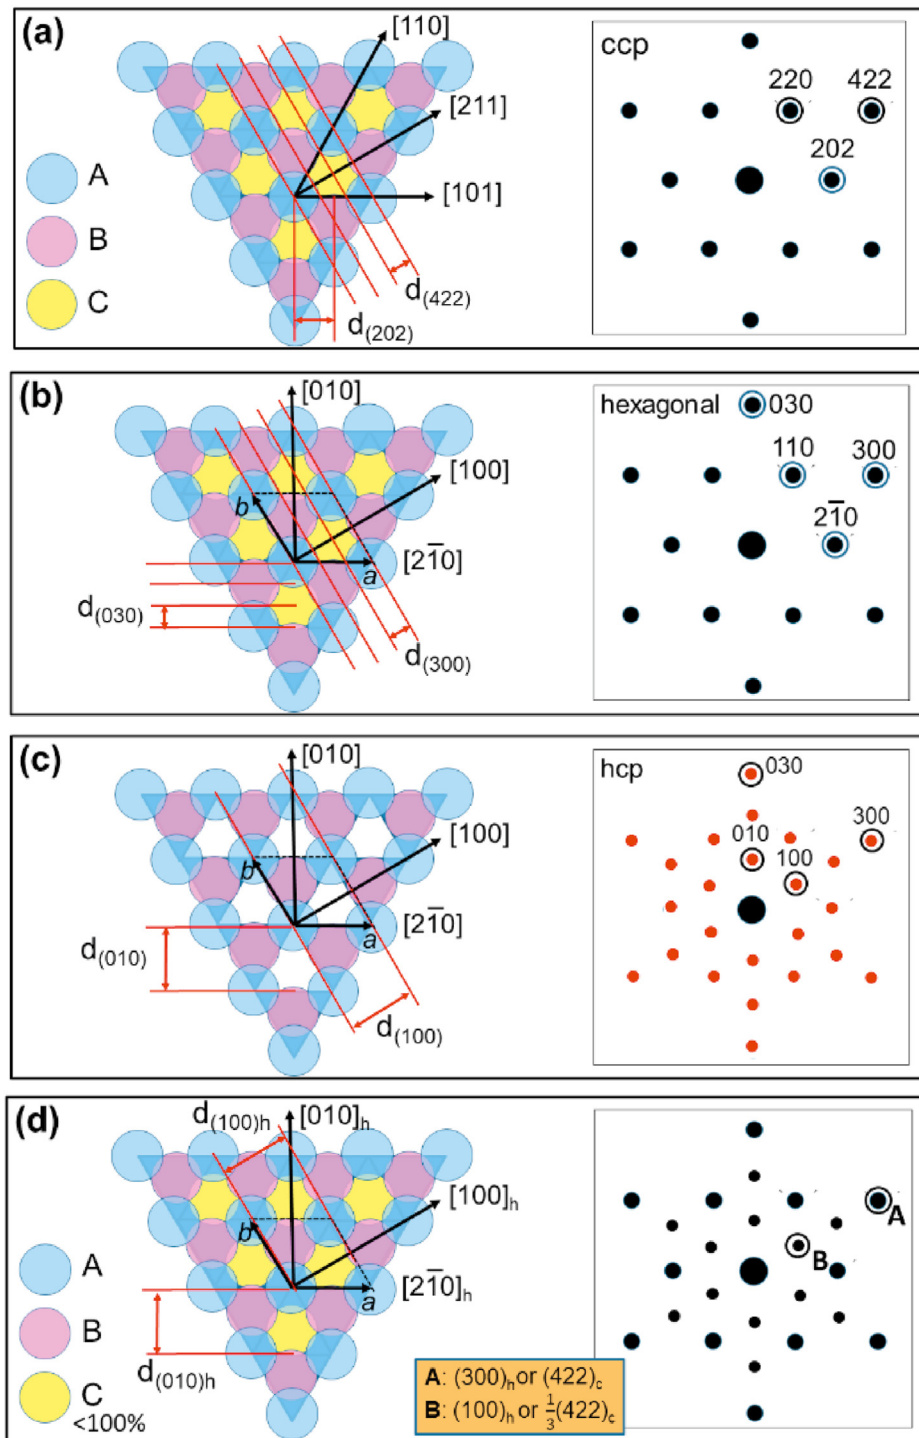 (a)
[110]
ccp
220 422
[211]
202
A
[101]
B
C
d(422)
d(202)
(b)
[010]
hexagonal
030
110 300
[100]
b
21̅0
[21̅0]
a
d(030)
d(300)
(c)
[010]
hcp
030
300
[100]
010
100
b
[21̅0]
a
d(010)
d(100)
(d)
d(100)h
[010]h
[100]h
A
b
B
[21̅0]h
a
A
B
d(010)h
C
<100%
A: (300)h or (422)c
B: (100)h or 1/3(422)c